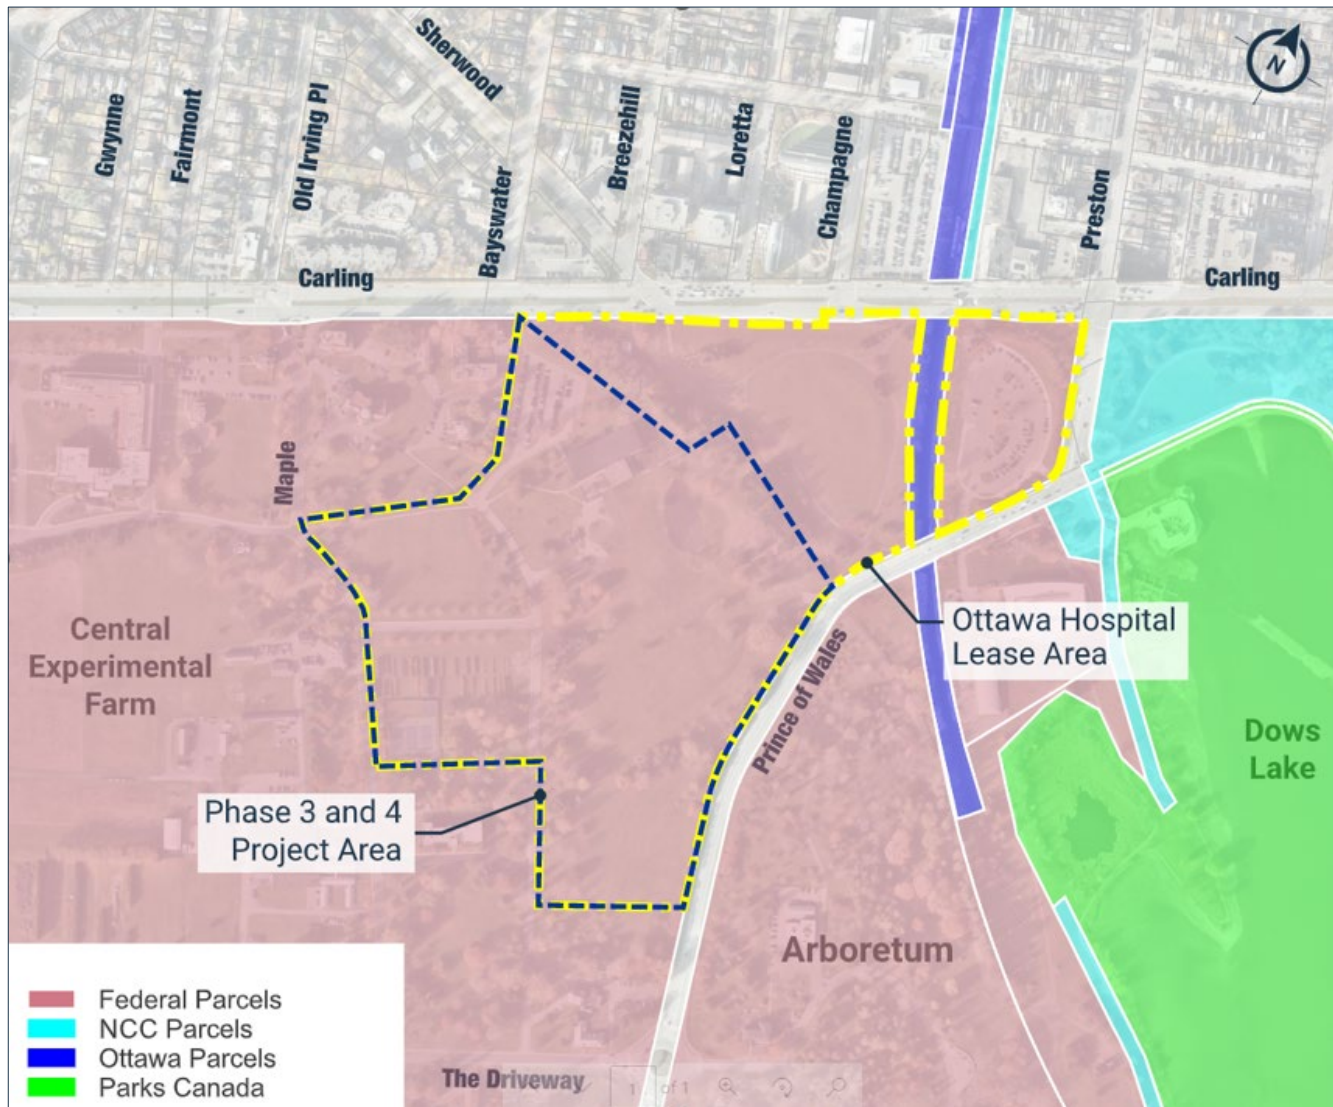 Sherwood
N
Gwynne
Fairmont
Old Irving Pl
Bayswater
Breezehill
Loretta
Champagne
Preston
Carling
Carling
Maple
Central
Experimental
Farm
Ottawa Hospital
Lease Area
Prince of Wales
Dows
Lake
Phase 3 and 4
Project Area
Arboretum
Federal Parcels
NCC Parcels
Ottawa Parcels
Parks Canada
The Driveway
1 of 1